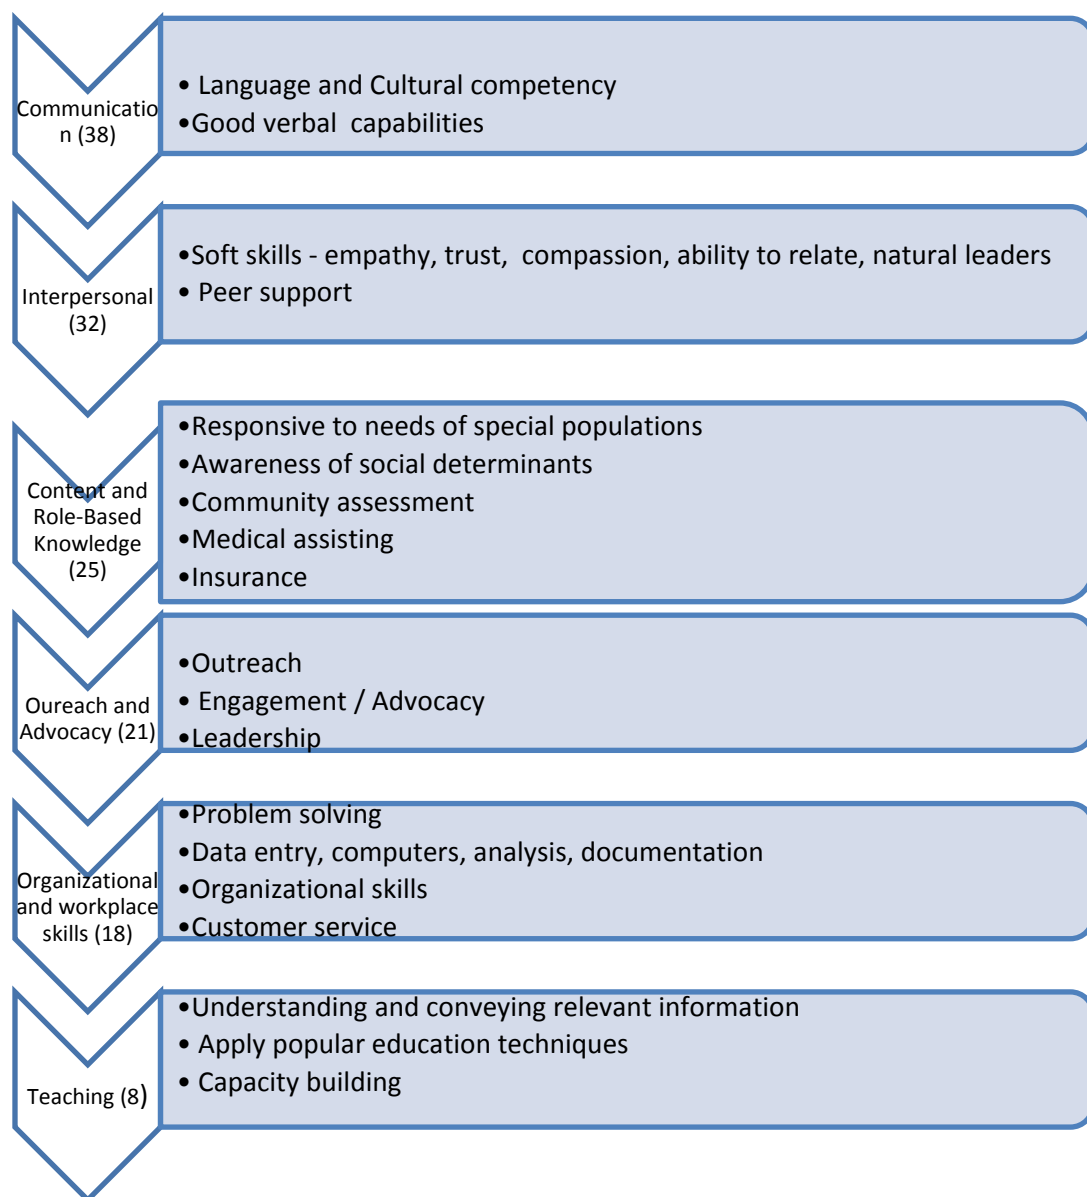 Communicatio
n (38)
• Language and Cultural competency
•Good verbal capabilities
Interpersonal
(32)
•Soft skills - empathy, trust, compassion, ability to relate, natural leaders
• Peer support
Content and
Role-Based
Knowledge
(25)
•Responsive to needs of special populations
•Awareness of social determinants
•Community assessment
•Medical assisting
•Insurance
Oureach and
Advocacy (21)
•Outreach
• Engagement / Advocacy
•Leadership
Organizational
and workplace
skills (18)
•Problem solving
•Data entry, computers, analysis, documentation
•Organizational skills
•Customer service
Teaching (8)
•Understanding and conveying relevant information
• Apply popular education techniques
• Capacity building